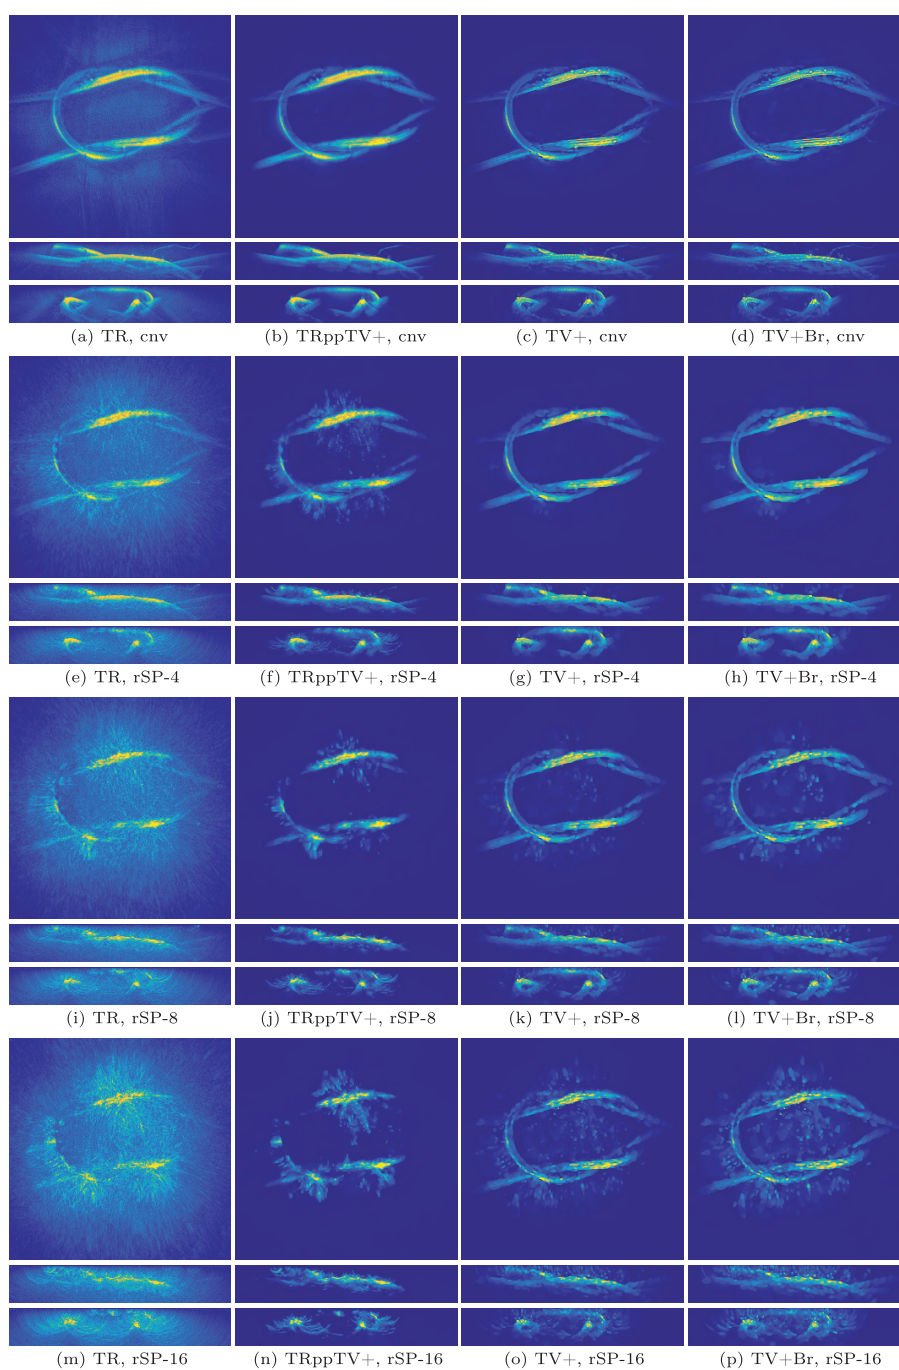 (a) TR, cnv
(b) TRppTV+, cnv
(c) TV+, cnv
(d) TV+Br, cnv
(e) TR, rSP-4
(f) TRppTV+, rSP-4
(g) TV+, rSP-4
(h) TV+Br, rSP-4
(i) TR, rSP-8
(j) TRppTV+, rSP-8
(k) TV+, rSP-8
(l) TV+Br, rSP-8
(m) TR, rSP-16
(n) TRppTV+, rSP-16
(o) TV+, rSP-16
(p) TV+Br, rSP-16